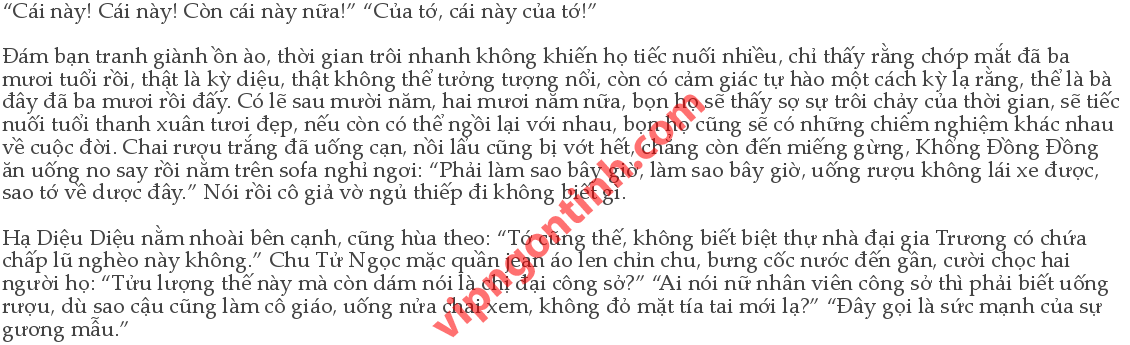 “Cái này! Cái này! Còn cái này nữa!” “Của tớ, cái này của tớ!”
Đám bạn tranh giành ồn ào, thời gian trôi nhanh không khiến họ tiếc nuối nhiều, chỉ thấy rằng chớp mắt đã ba
mươi tuổi rồi, thật là kỳ diệu, thật không thể tưởng tượng nổi, còn có cảm giác tự hào một cách kỳ lạ rằng, thế là bà
đây đã ba mươi rồi đấy. Có lẽ sau mười năm, hai mươi năm nữa, bọn họ sẽ thấy sợ sự trôi chảy của thời gian, sẽ tiếc
nuối tuổi thanh xuân tươi đẹp, nếu còn có thể ngồi lại với nhau, bọn họ cũng sẽ có những chiêm nghiệm khác nhau
về cuộc đời. Chai rượu trắng đã uống cạn, nồi lẩu cũng bị vớt hết, chẳng còn đến miếng gừng, Khổng Đồng Đồng
ăn uống no say rồi nằm trên sofa nghỉ ngơi: “Phải làm sao bây giờ, làm sao bây giờ, uống rượu không lái xe được,
sao tớ về được đây.” Nói rồi cô giả vờ ngủ thiếp đi không biết gì.
Hạ Diệu Diệu nằm nhoài bên cạnh, cũng hùa theo: “Tớ cũng thế, không biết biệt thự nhà đại gia Trương có chứa
chấp lũ nghèo này không.” Chu Tử Ngọc mặc quần jean áo len chỉn chu, bưng cốc nước đến gần, cười chọc hai
người họ: “Tửu lượng thế này mà còn dám nói là chị đại công sở?” “Ai nói nữ nhân viên công sở thì phải biết uống
rượu, dù sao cậu cũng làm cô giáo, uống nửa chai xem, không đỏ mặt tía tai mới lạ?” “Đây gọi là sức mạnh của sự
gương mẫu.”
vipngontinh.com